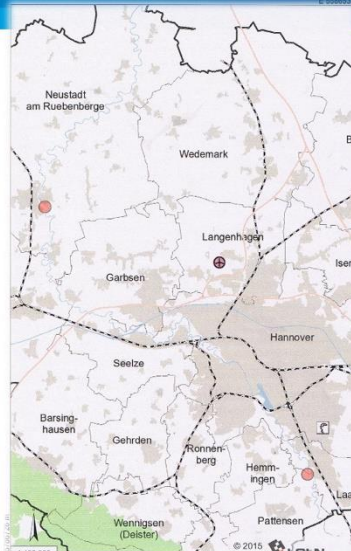 Neustadt
am Ruebenberge
Wedemark
Langenhagen
Garbsen
Hannover
Seelze
Barsing-
hausen
Gehrden
Ronnen-
berg
Hemm-
ingen
Wennigsen
(Deister)
Pattensen
© 2015